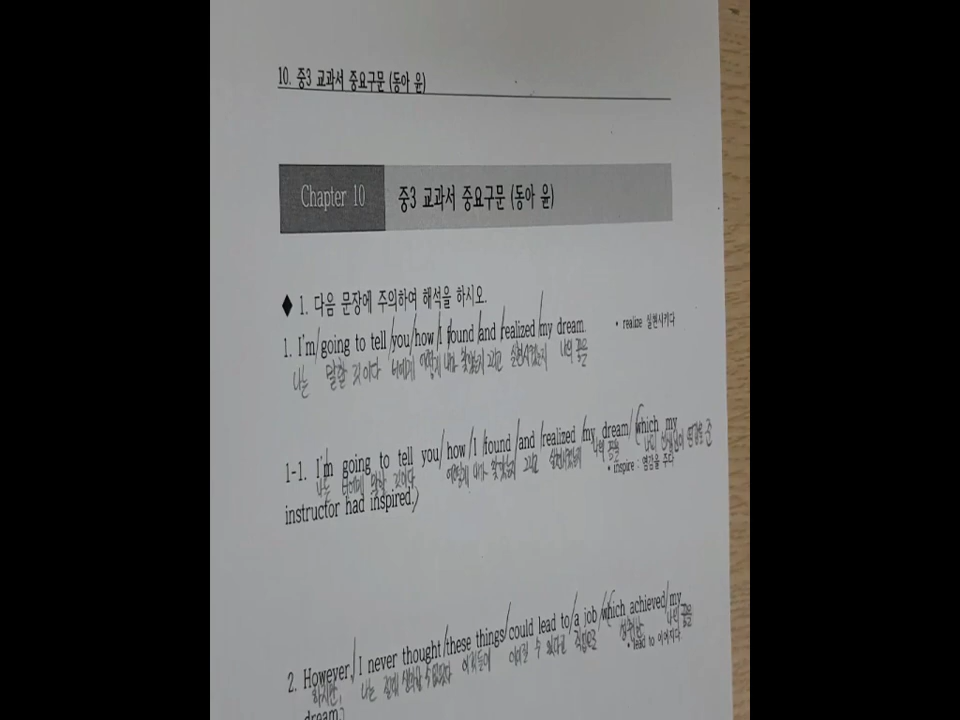 10. 중3 교과서 중요구문 (동아 윤)
Chapter 10 중3 교과서 중요구문 (동아 윤)
◆ 1. 다음 문장에 주의하여 해석을 하시오.
1. I'm/going to tell/you/how/I/found/and/realized/my dream.
• realize 실현시키다
나는 말할 것이다 너에게 어떻게 내가 찾았는지 그리고 실현시켰는지 나의 꿈을
1-1. I'm going to tell you/how/I/found/and/realized/my dream/(which my
나는 너에게 말할 것이다 어떻게 내가 찾았는지 그리고 실현시켰는지 나의 꿈을 나의 영감을 준
• inspire : 영감을 주다
instructor had inspired.)
2. However,/I never thought/these things/could lead to/a job/(which achieved/my
하지만, 나는 절대 생각할 수 없었다 이것들이 이어질 수 있다고 직업으로 나의 꿈을
• lead to 이어지다
dream.)